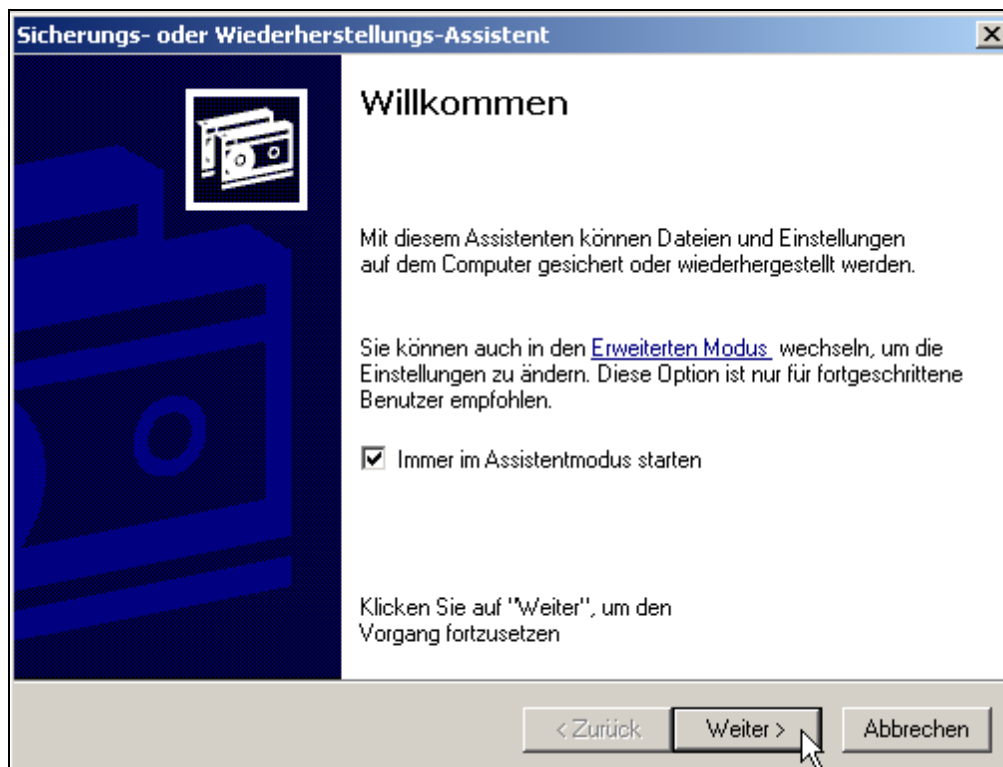 Sicherungs- oder Wiederherstellungs-Assistent
Willkommen
Mit diesem Assistenten können Dateien und Einstellungen
auf dem Computer gesichert oder wiederhergestellt werden.
Sie können auch in den Erweiterten Modus wechseln, um die
Einstellungen zu ändern. Diese Option ist nur für fortgeschrittene
Benutzer empfohlen.
Immer im Assistentmodus starten
Klicken Sie auf "Weiter", um den
Vorgang fortzusetzen
< Zurück Weiter > Abbrechen